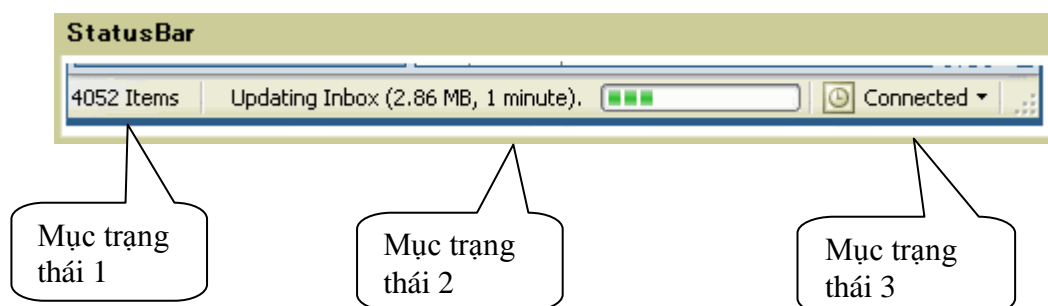 StatusBar
4052 Items Updating Inbox (2.86 MB, 1 minute). Connected
Mục trạng
thái 1
Mục trạng
thái 2
Mục trạng
thái 3